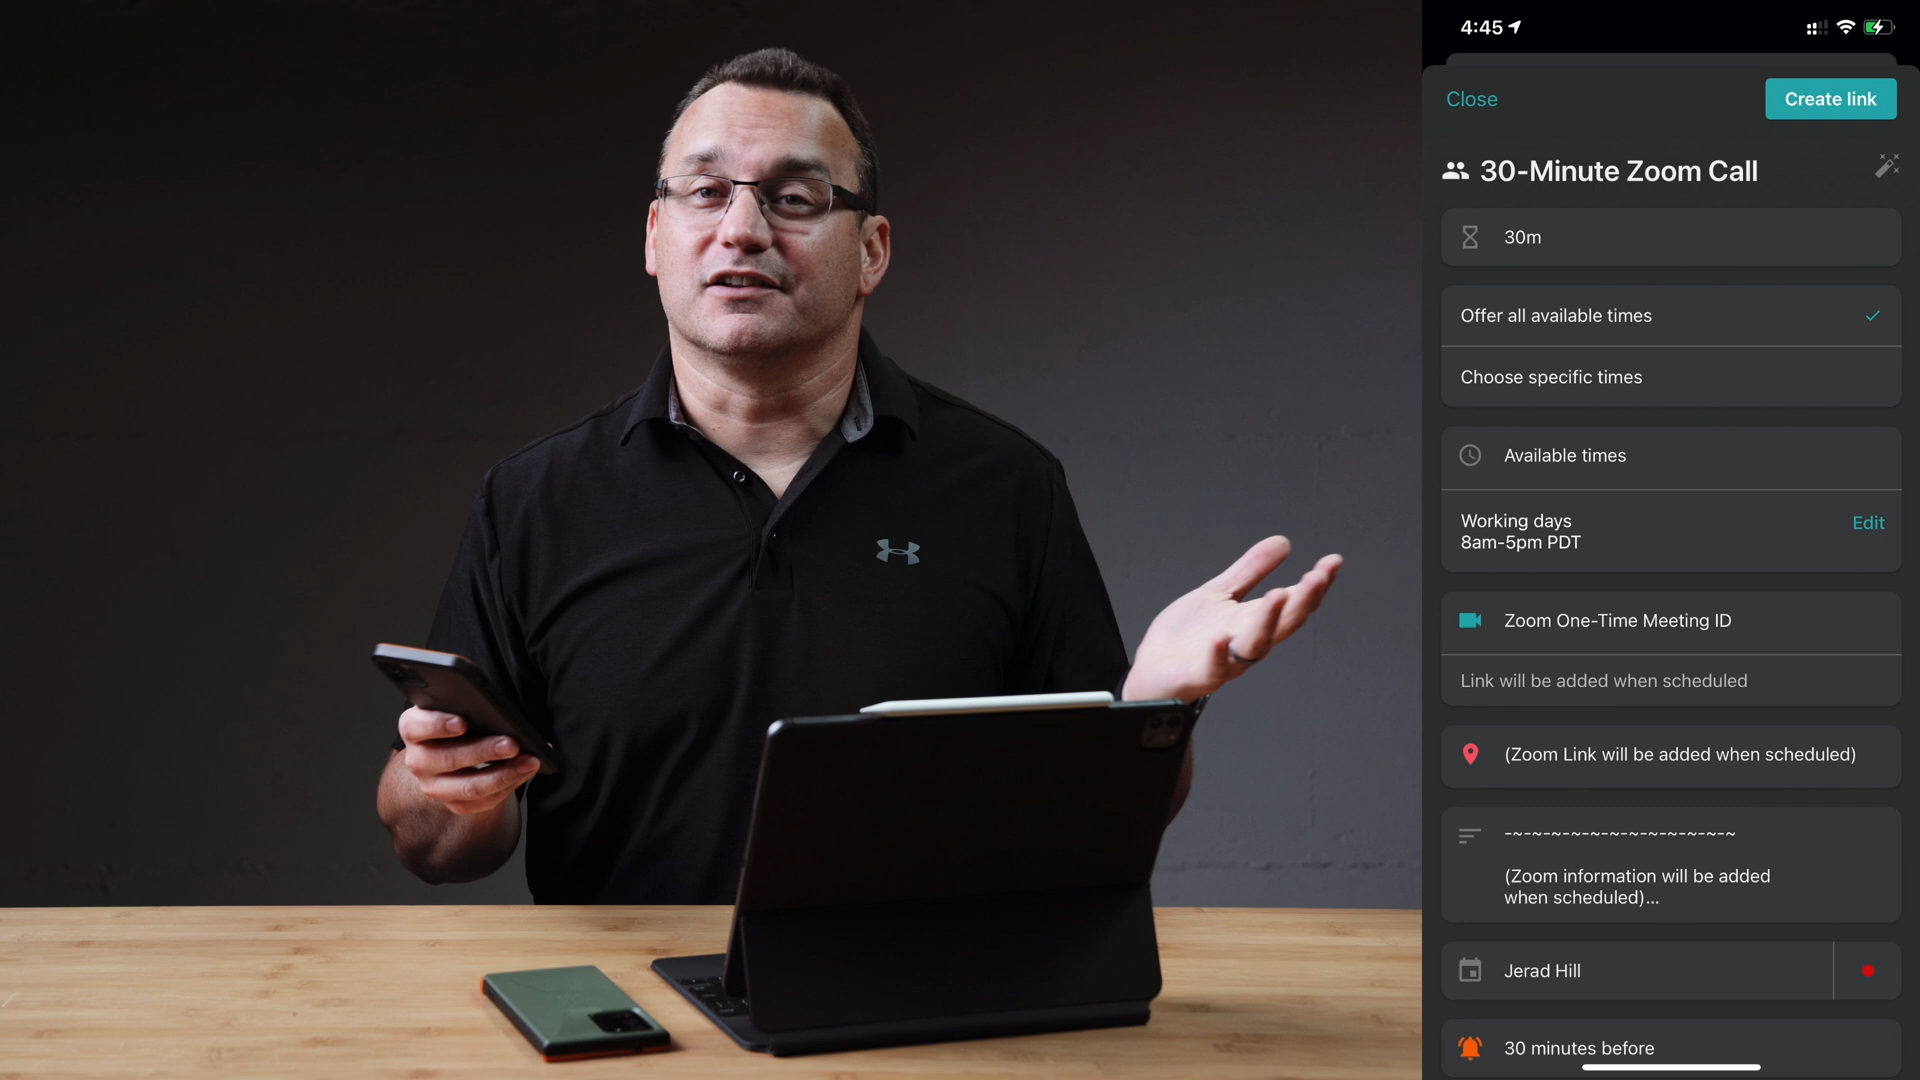 4:45
Close
Create link
30-Minute Zoom Call
30m
Offer all available times
Choose specific times
Available times
Working days
8am-5pm PDT
Edit
Zoom One-Time Meeting ID
Link will be added when scheduled
(Zoom Link will be added when scheduled)
-~-~-~-~-~-~-~-~-~-~-~-~
(Zoom information will be added
when scheduled)...
Jerad Hill
30 minutes before